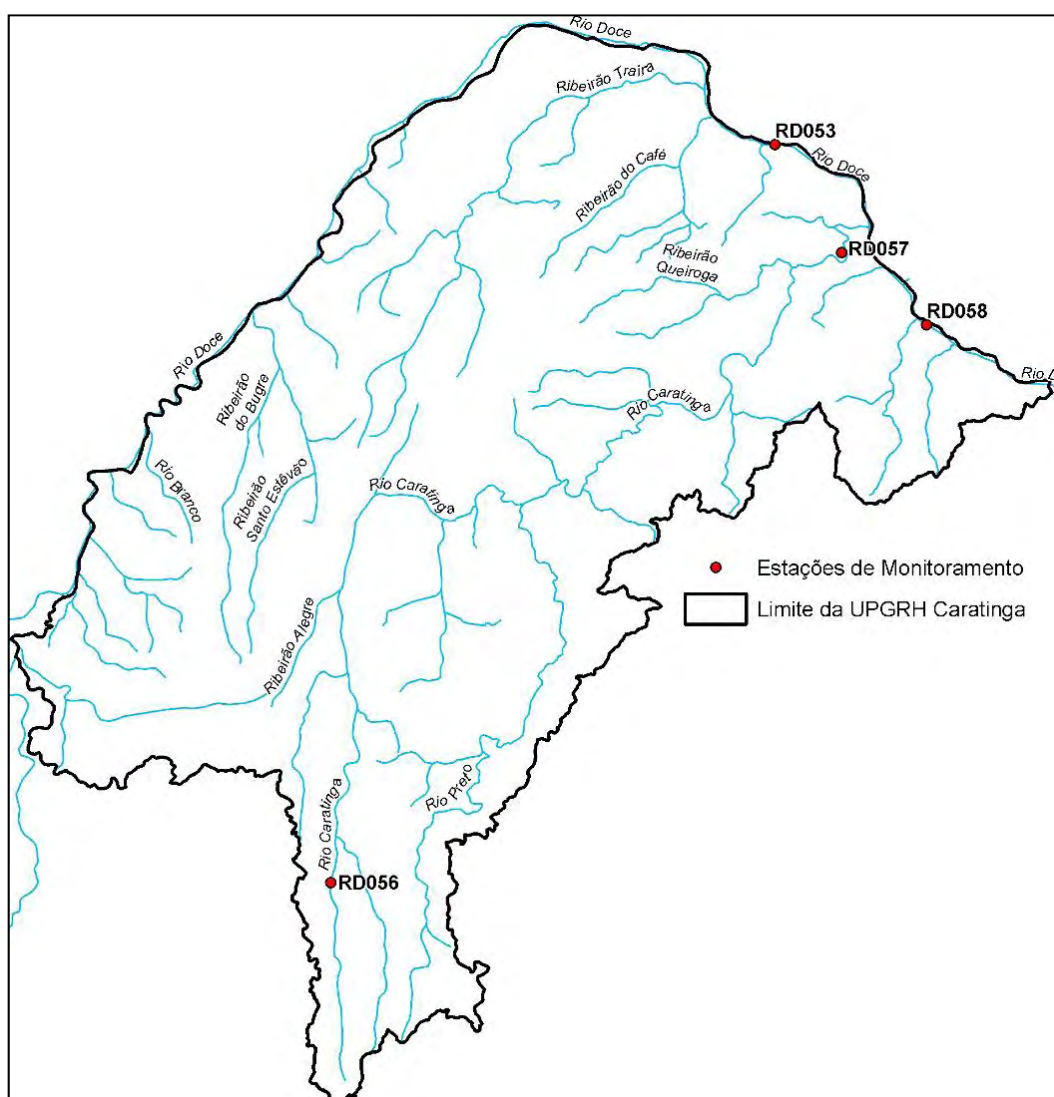 Rio Doce
Ribeirão Traíra
RD053
Rio Doce
Ribeirão do Café
RD057
Ribeirão
Queiroga
RD058
Rio Doce
Rio D
Ribeirão
do Bugre
Rio Caratinga
Rio Branco
Ribeirão
Santo Estêvão
Rio Caratinga
Estações de Monitoramento
Limite da UPGRH Caratinga
Ribeirão Alegre
Rio Preto
Rio Caratinga
RD056